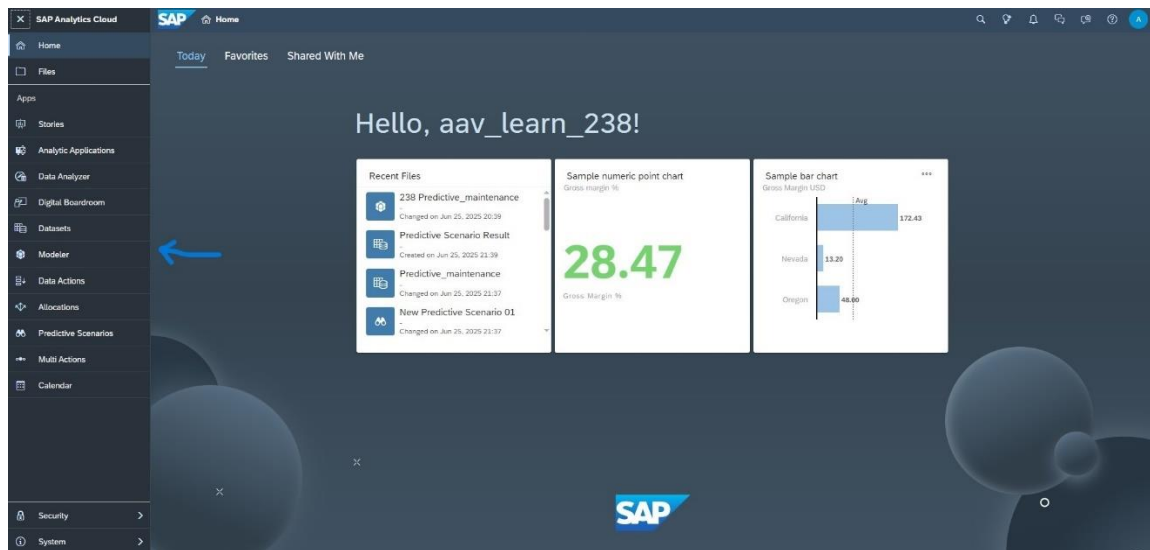 SAP Analytics Cloud
SAP Home
Home
Files
Apps
Stories
Analytic Applications
Data Analyzer
Digital Boardroom
Datasets
Modeler
Data Actions
Allocations
Predictive Scenarios
Multi Actions
Calendar
Security
System
A
Today Favorites Shared With Me
Hello, aav_learn_238!
Recent Files
238 Predictive_maintenance
-
Changed on Jun 25, 2025 20:39
Predictive Scenario Result
-
Created on Jun 25, 2025 21:39
Predictive_maintenance
-
Changed on Jun 25, 2025 21:37
New Predictive Scenario 01
-
Changed on Jun 25, 2025 21:37
Sample numeric point chart
Gross margin %
28.47
Gross Margin %
Sample bar chart
Gross Margin USD
Avg
California 172.43
Nevada 13.20
Oregon 48.00
SAP